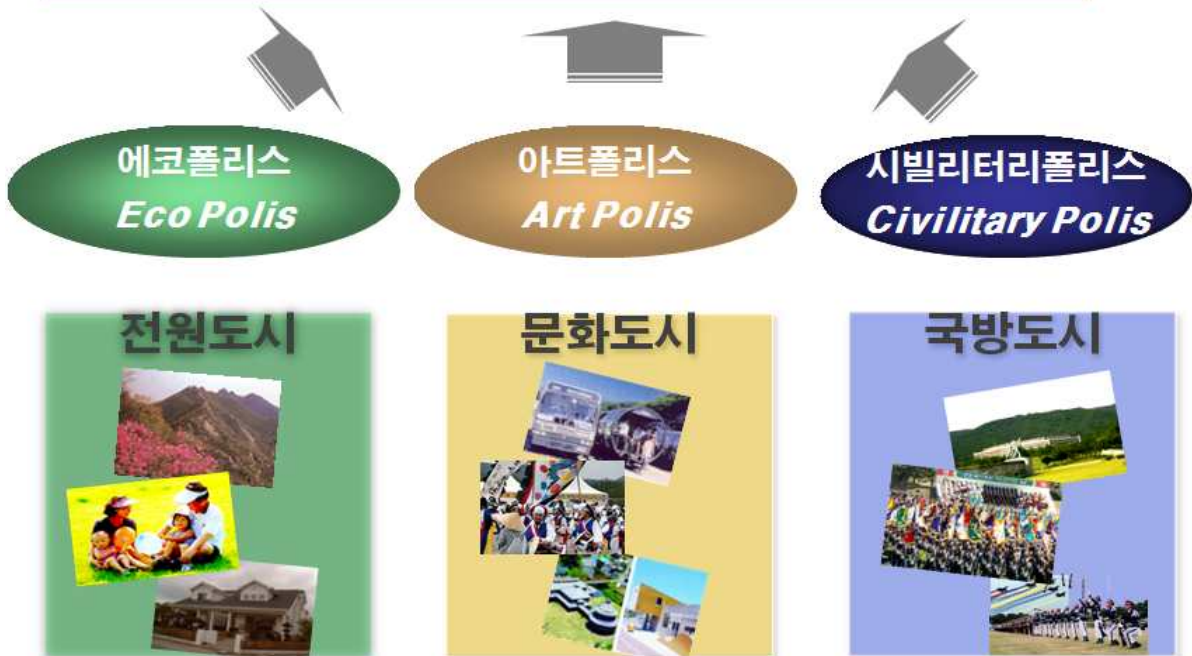 에코폴리스
Eco Polis
아트폴리스
Art Polis
시빌리터리폴리스
Civilitary Polis
전원도시
문화도시
국방도시